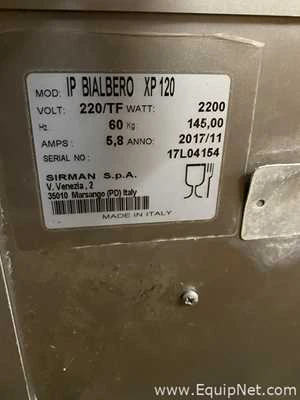 MOD: IP BIALBERO XP 120
VOLT: 220/TF WATT: 2200
Hz 60 Kg: 145,00
AMPS: 5,8 ANNO: 2017/11
SERIAL NO: 17L04154
SIRMAN S.p.A.
V. Venezia , 2
35010 Marsango (PD) Italy
MADE IN ITALY
www.EquipNet.com